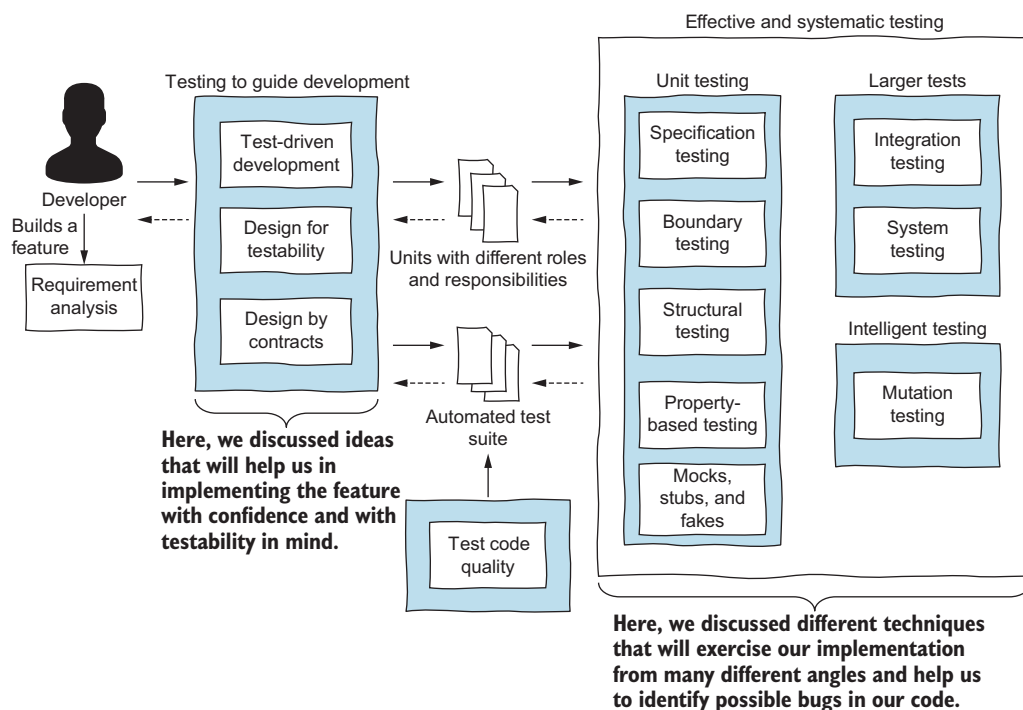 Effective and systematic testing
Testing to guide development
Unit testing
Larger tests
Test-driven
development
Specification
testing
Integration
testing
Developer
Builds a
feature
Design for
testability
Units with different roles
and responsibilities
Boundary
testing
System
testing
Requirement
analysis
Design by
contracts
Structural
testing
Intelligent testing
Automated test
suite
Property-
based testing
Mutation
testing
Here, we discussed ideas
that will help us in
implementing the feature
with confidence and with
testability in mind.
Mocks,
stubs, and
fakes
Test code
quality
Here, we discussed different techniques
that will exercise our implementation
from many different angles and help us
to identify possible bugs in our code.